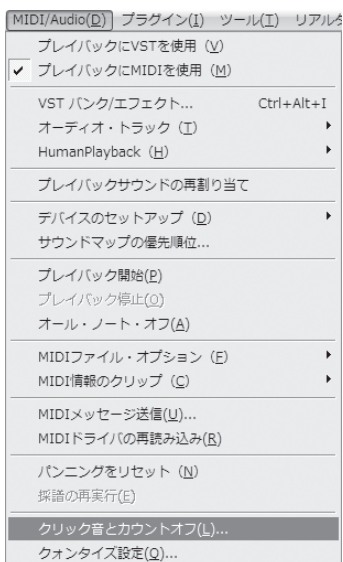 MIDI/Audio(D) プラグイン(I) ツール(T) リアルタ
プレイバックにVSTを使用 (V)
✔ プレイバックにMIDIを使用 (M)
VST バンク/エフェクト... Ctrl+Alt+I
オーディオ・トラック (T)
HumanPlayback (H)
プレイバックサウンドの再割り当て
デバイスのセットアップ (D)
サウンドマップの優先順位...
プレイバック開始(P)
プレイバック停止(O)
オール・ノート・オフ(A)
MIDIファイル・オプション (F)
MIDI情報のクリップ (C)
MIDIメッセージ送信(U)...
MIDIドライバの再読み込み(R)
パンニングをリセット (N)
採譜の再実行(E)
クリック音とカウントオフ(L)...
クォンタイズ設定(Q)...